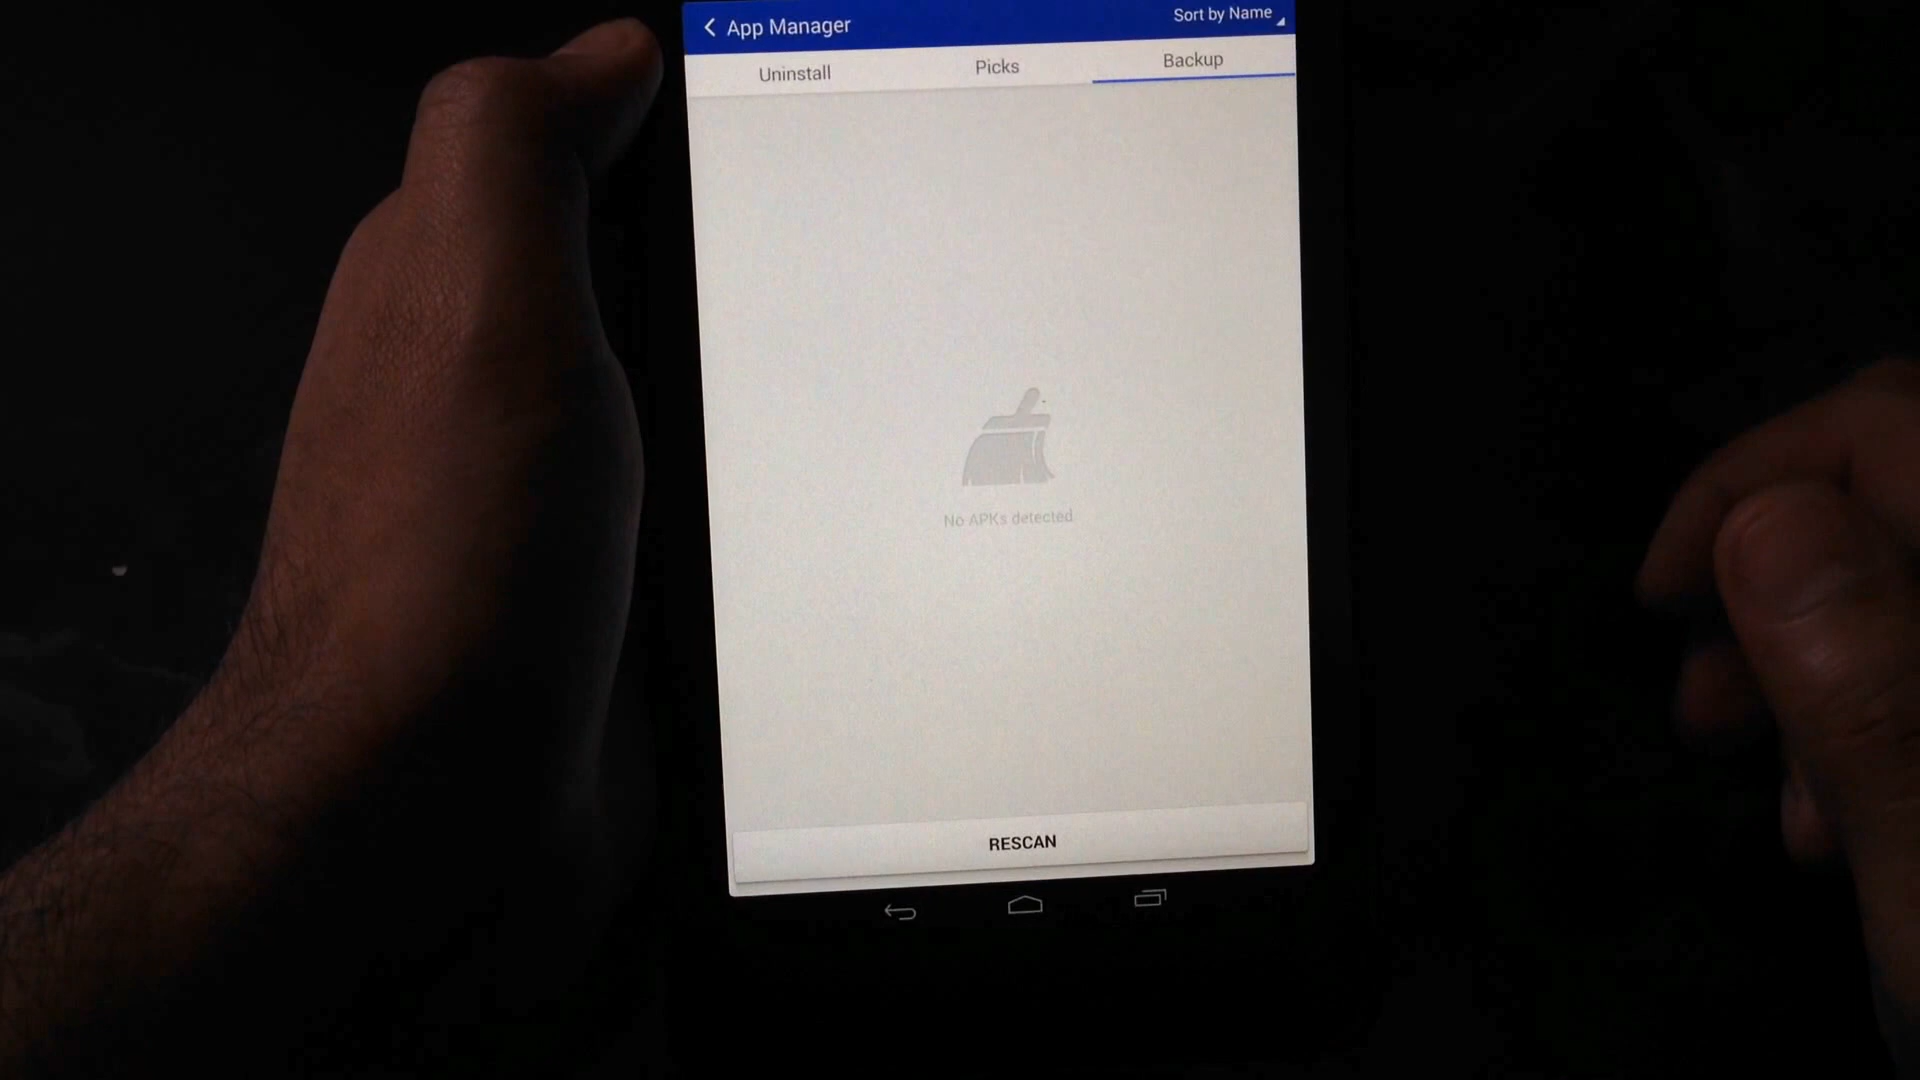 App Manager
Sort by Name
Uninstall
Picks
Backup
No APKs detected
RESCAN